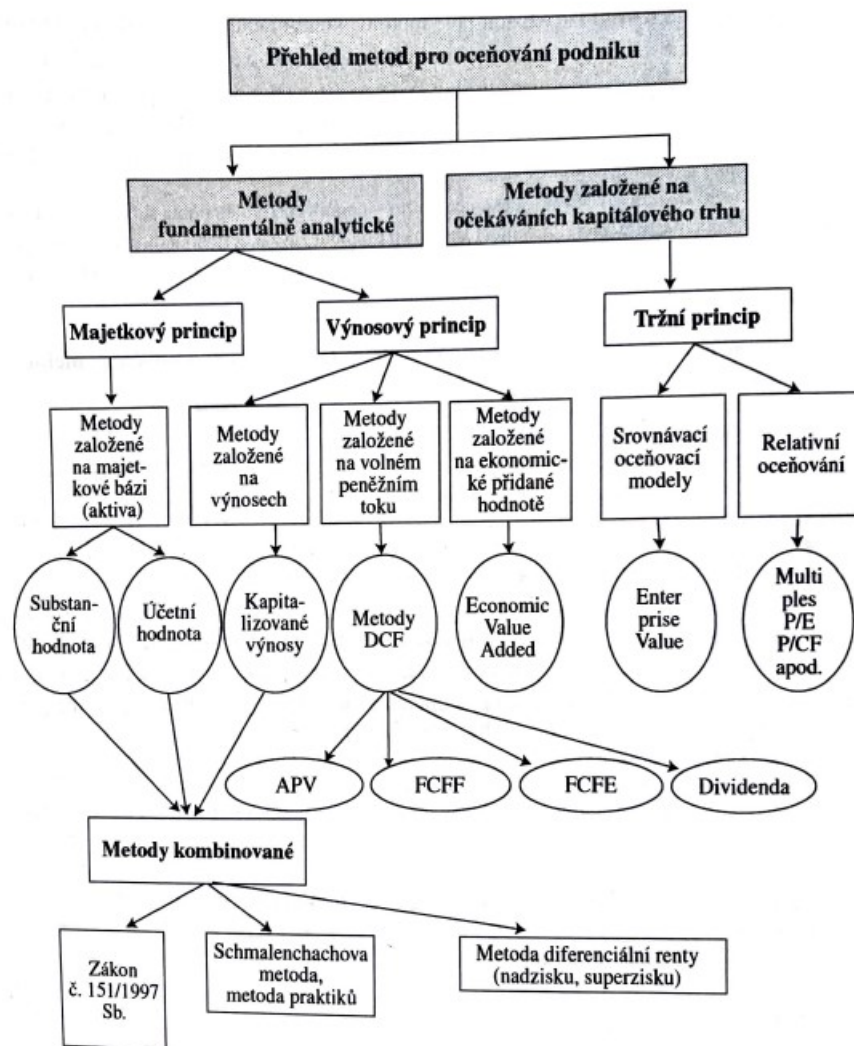 Přehled metod pro oceňování podniku
Metody
fundamentálně analytické
Metody založené na
očekáváních kapitálového trhu
Majetkový princip
Výnosový princip
Tržní princip
Metody
založené
na majet-
kové bázi
(aktiva)
Metody
založené
na
výnosech
Metody
založené
na volném
peněžním
toku
Metody
založené
na ekonomic-
ké přidané
hodnotě
Srovnávací
oceňovací
modely
Relativní
oceňování
Substan-
ční
hodnota
Účetní
hodnota
Kapita-
lizované
výnosy
Metody
DCF
Economic
Value
Added
Enter
prise
Value
Multi
ples
P/E
P/CF
apod.
APV
FCFF
FCFE
Dividenda
Metody kombinované
Zákon
č. 151/1997
Sb.
Schmalenchachova
metoda,
metoda praktiků
Metoda diferenciální renty
(nadzisku, superzisku)